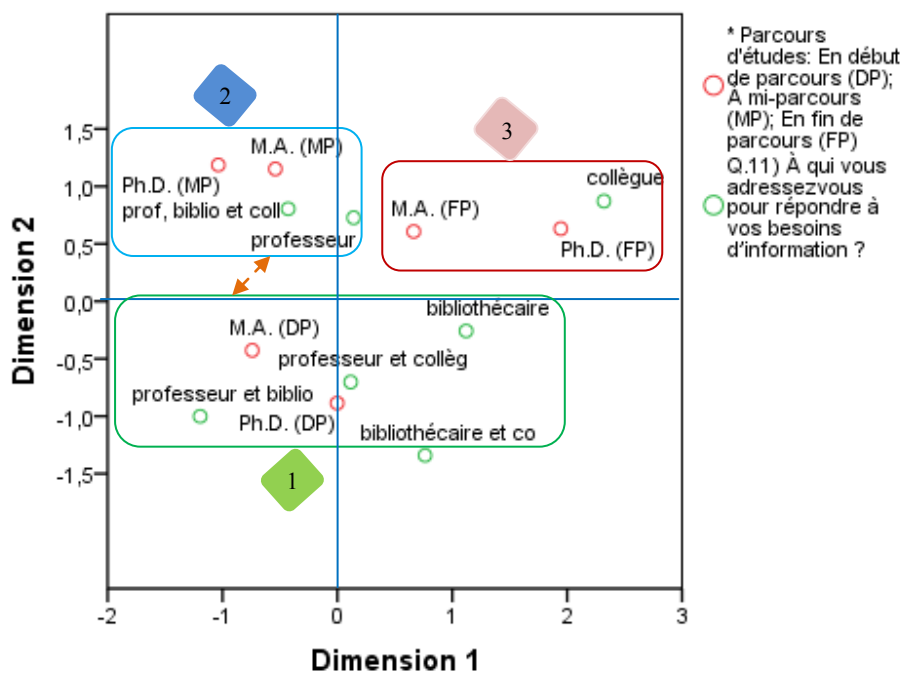 2
3
1,5
1,0
0,5
0,0
-0,5
-1,0
-1,5
Dimension 2
M.A. (MP)
Ph.D. (MP)
prof, biblio et coll
professeur
collègue
M.A. (FP)
Ph.D. (FP)
bibliothécaire
M.A. (DP)
professeur et collèg
professeur et biblio
Ph.D. (DP)
bibliothécaire et co
1
-2
-1
0
1
2
3
Dimension 1
* Parcours
d'études: En début
de parcours (DP);
À mi-parcours
(MP); En fin de
parcours (FP)
Q.11) À qui vous
adressezvous
pour répondre à
vos besoins
d'information ?